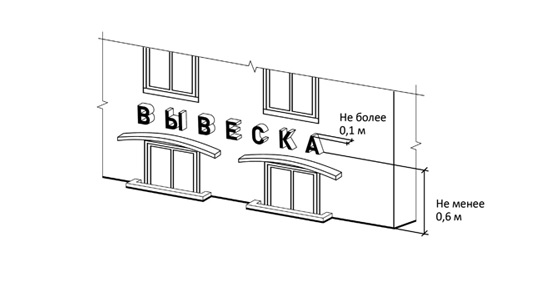 ВЫВЕСКА
Не более
0,1 м
Не менее
0,6 м